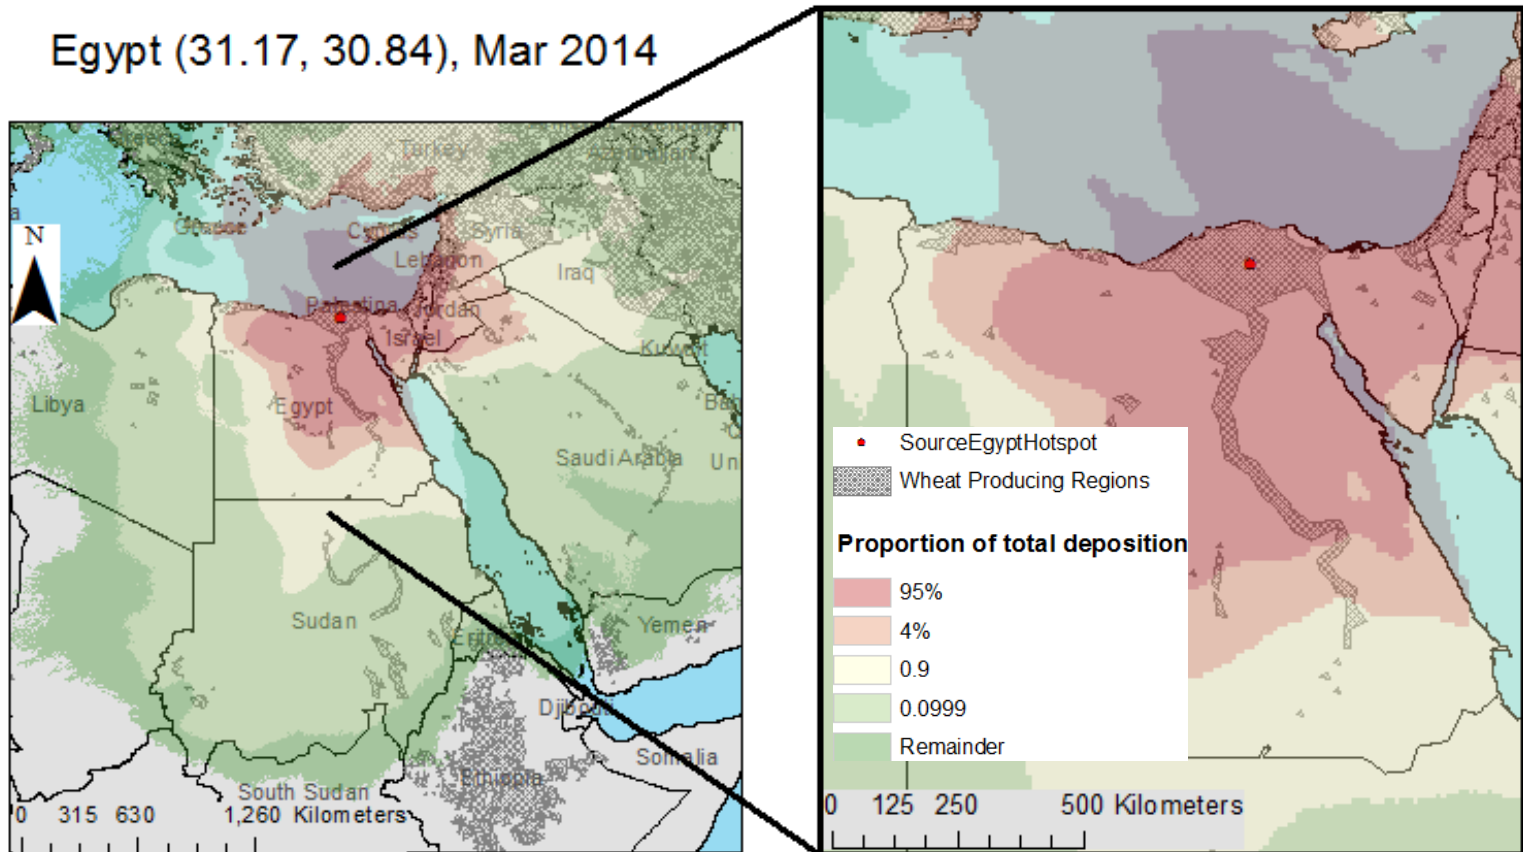 Egypt (31.17, 30.84), Mar 2014
Turkey
Azerbaijan
a
N
Greece
Cyprus
Syria
Lebanon
Iraq
Palestina
Jordan
Israel
Kuwait
Libya
Egypt
Saudi Arabia
Un
Sudan
Eritrea
Yemen
Djibouti
Somalia
Ethiopia
South Sudan
0 315 630 1,260 Kilometers
SourceEgyptHotspot
Wheat Producing Regions
Proportion of total deposition
95%
4%
0.9
0.0999
Remainder
0 125 250 500 Kilometers